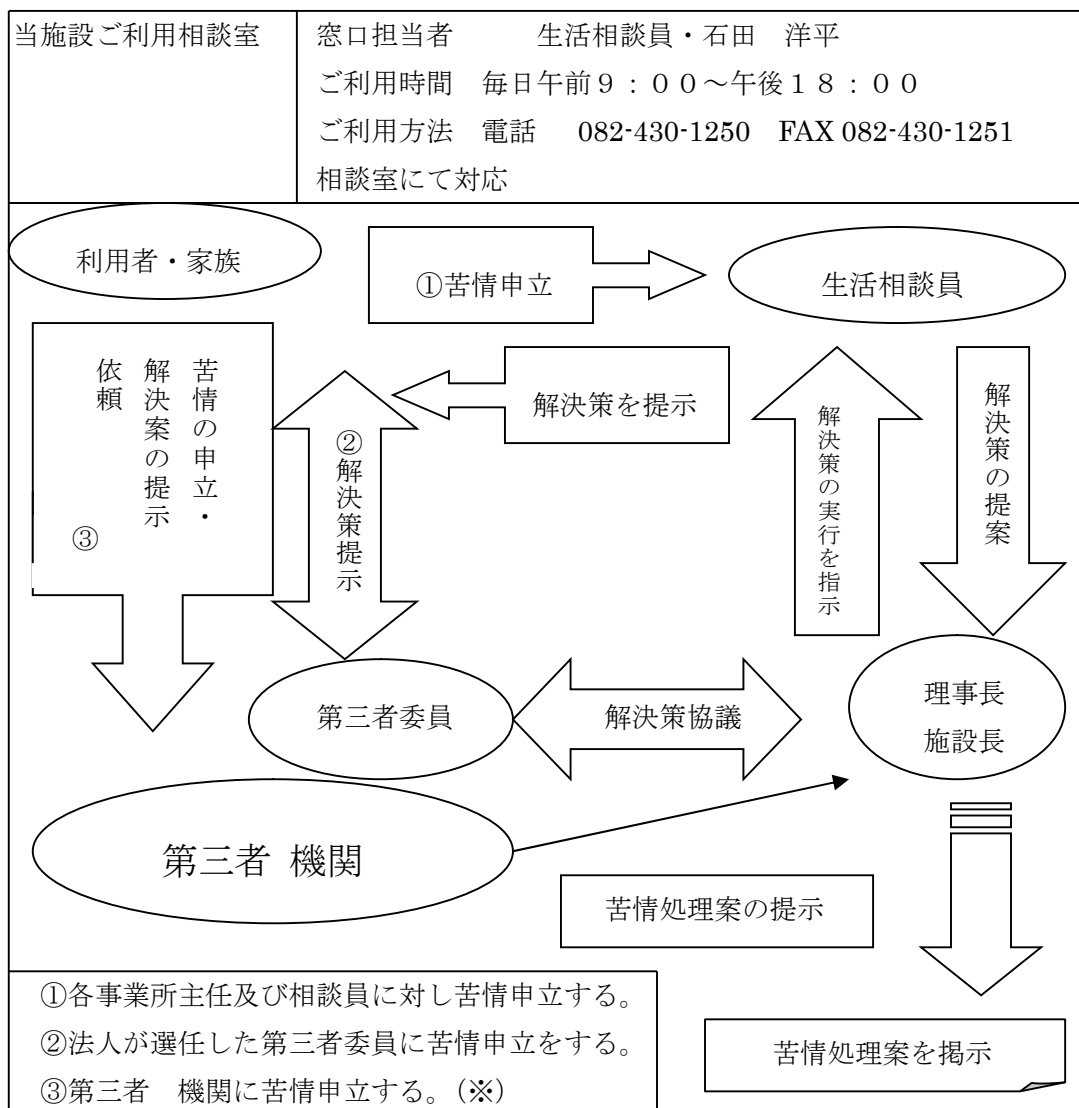 当施設ご利用相談室
窓口担当者　生活相談員・石田　洋平
ご利用時間　毎日午前９：００～午後１８：００
ご利用方法　電話　082-430-1250　FAX 082-430-1251
相談室にて対応
利用者・家族
①苦情申立
生活相談員
苦情の申立・
解決案の提示
依頼
③
②解決策提示
解決策を提示
解決策の実行を指示
解決策の提案
第三者委員
解決策協議
理事長
施設長
第三者 機関
苦情処理案の提示
①各事業所主任及び相談員に対し苦情申立する。
②法人が選任した第三者委員に苦情申立をする。
③第三者　機関に苦情申立する。（※）
苦情処理案を掲示